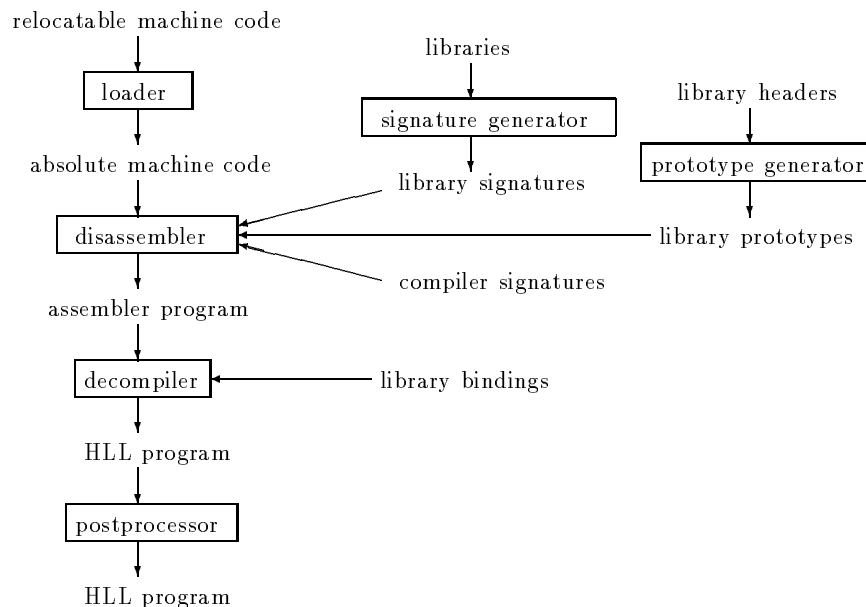 relocatable machine code
libraries
loader
library headers
signature generator
absolute machine code
prototype generator
library signatures
disassembler
library prototypes
compiler signatures
assembler program
decompiler
library bindings
HLL program
postprocessor
HLL program